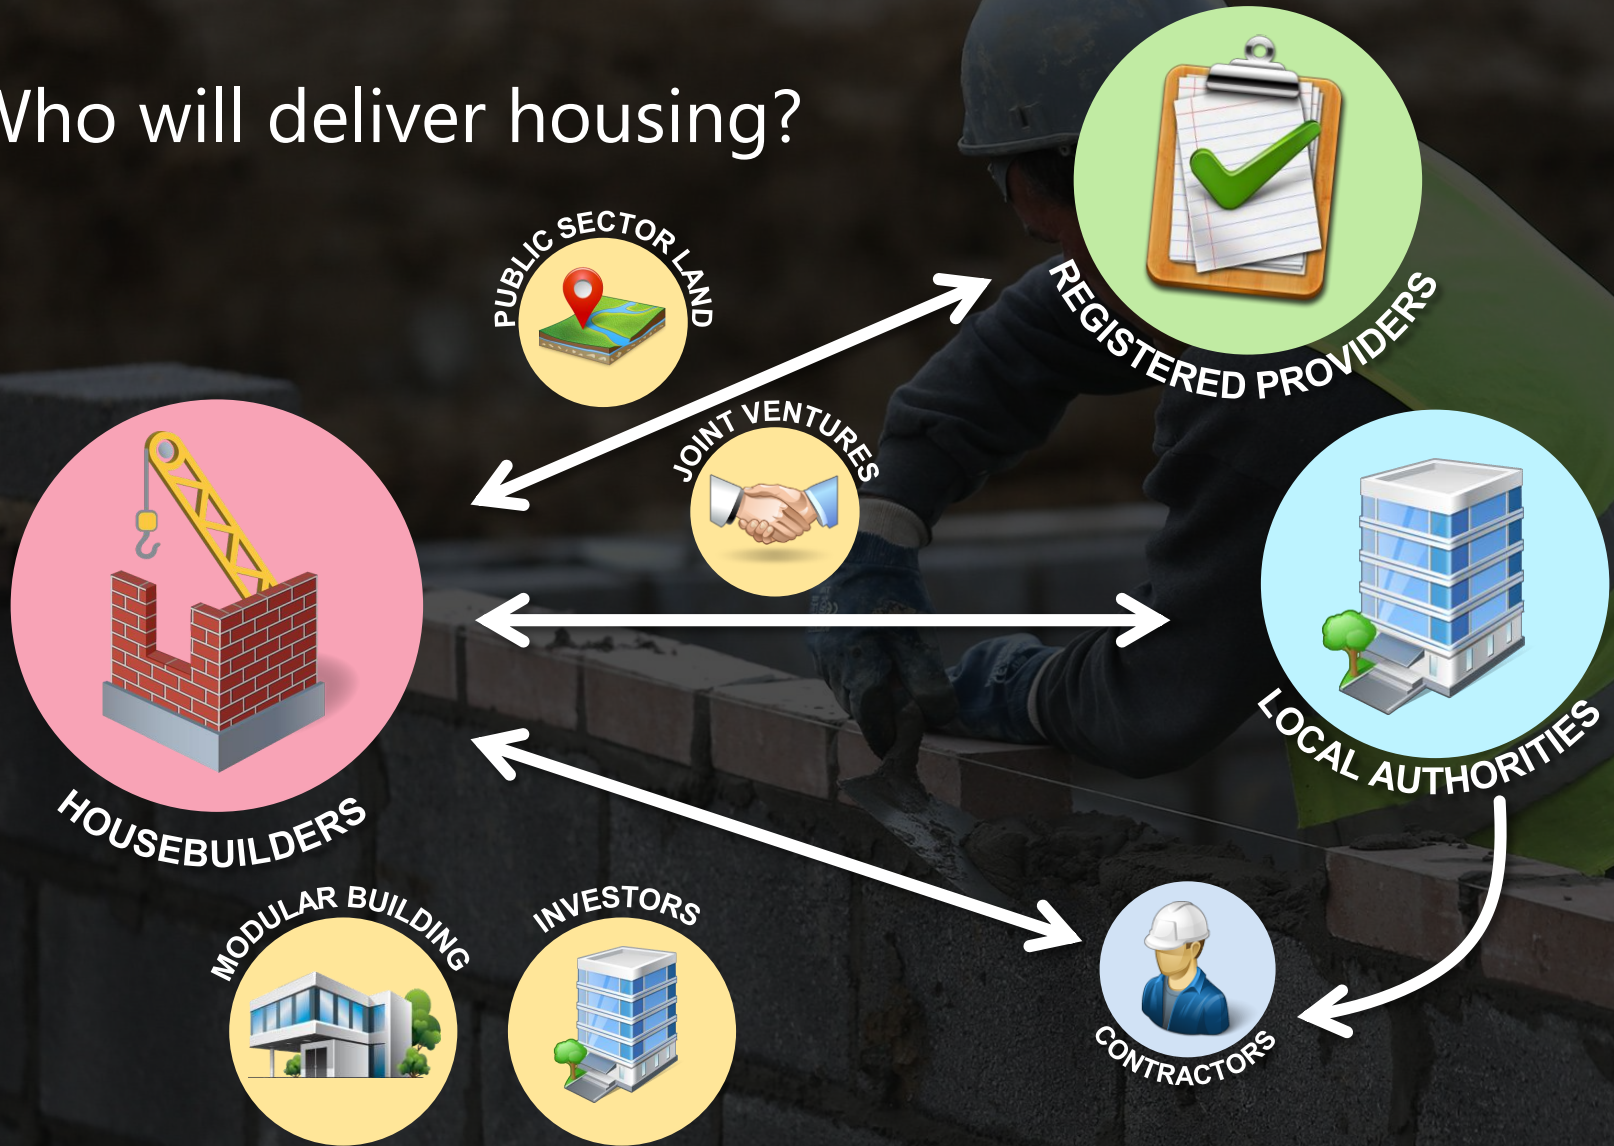 Who will deliver housing?
PUBLIC SECTOR LAND
REGISTERED PROVIDERS
JOINT VENTURES
HOUSEBUILDERS
LOCAL AUTHORITIES
MODULAR BUILDING
INVESTORS
CONTRACTORS